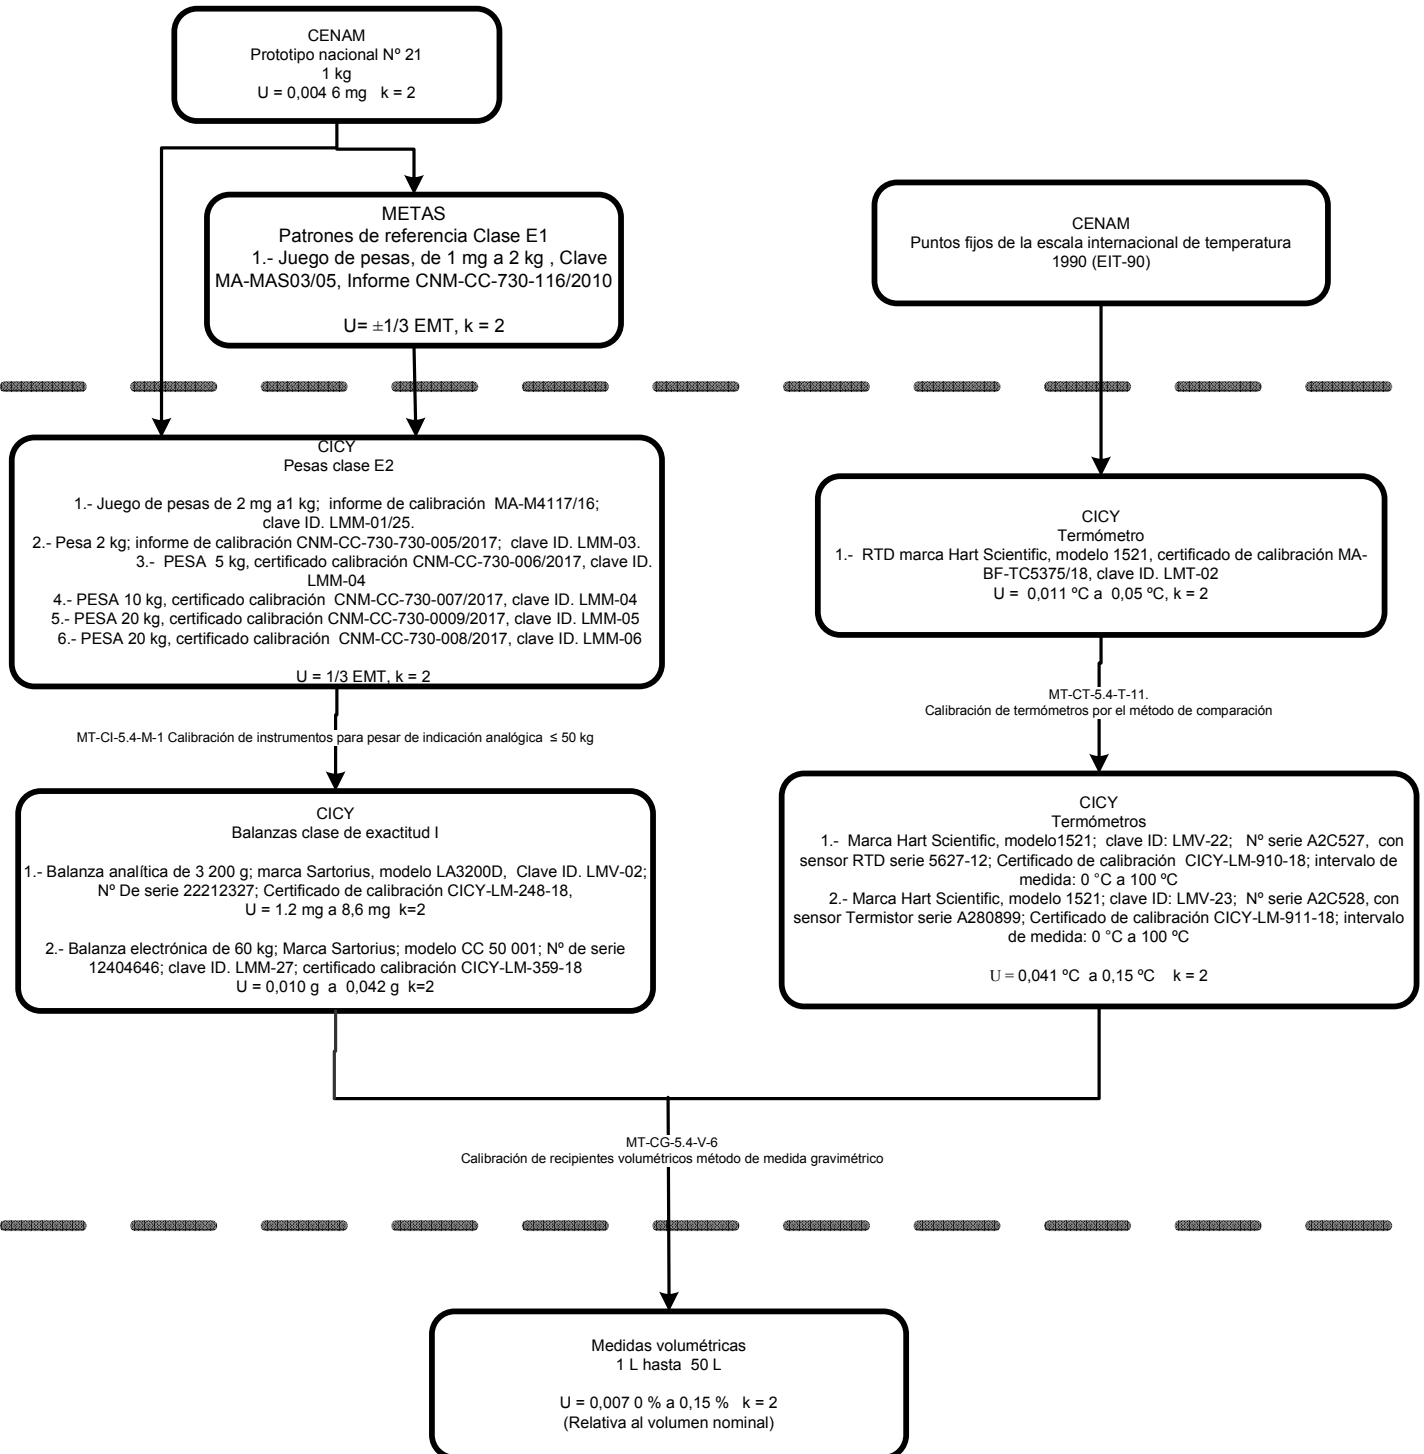 CENAM
Prototipo nacional Nº 21
1 kg
U = 0,004 6 mg k = 2
METAS
Patrones de referencia Clase E1
1.- Juego de pesas, de 1 mg a 2 kg , Clave
MA-MAS03/05, Informe CNM-CC-730-116/2010
U= ±1/3 EMT, k = 2
CENAM
Puntos fijos de la escala internacional de temperatura
1990 (EIT-90)
CICY
Pesas clase E2
1.- Juego de pesas de 2 mg a1 kg; informe de calibración MA-M4117/16;
clave ID. LMM-01/25.
2.- Pesa 2 kg; informe de calibración CNM-CC-730-730-005/2017; clave ID. LMM-03.
3.- PESA 5 kg, certificado calibración CNM-CC-730-006/2017, clave ID.
LMM-04
4.- PESA 10 kg, certificado calibración CNM-CC-730-007/2017, clave ID. LMM-04
5.- PESA 20 kg, certificado calibración CNM-CC-730-0009/2017, clave ID. LMM-05
6.- PESA 20 kg, certificado calibración CNM-CC-730-008/2017, clave ID. LMM-06
U = 1/3 EMT, k = 2
CICY
Termómetro
1.- RTD marca Hart Scientific, modelo 1521, certificado de calibración MA-
BF-TC5375/18, clave ID. LMT-02
U = 0,011 ºC a 0,05 ºC, k = 2
MT-CI-5.4-M-1 Calibración de instrumentos para pesar de indicación analógica ≤ 50 kg
MT-CT-5.4-T-11.
Calibración de termómetros por el método de comparación
CICY
Balanzas clase de exactitud I
1.- Balanza analítica de 3 200 g; marca Sartorius, modelo LA3200D, Clave ID. LMV-02;
Nº De serie 22212327; Certificado de calibración CICY-LM-248-18,
U = 1.2 mg a 8,6 mg k=2
2.- Balanza electrónica de 60 kg; Marca Sartorius; modelo CC 50 001; Nº de serie
12404646; clave ID. LMM-27; certificado calibración CICY-LM-359-18
U = 0,010 g a 0,042 g k=2
CICY
Termómetros
1.- Marca Hart Scientific, modelo1521; clave ID: LMV-22; Nº serie A2C527, con
sensor RTD serie 5627-12; Certificado de calibración CICY-LM-910-18; intervalo de
medida: 0 °C a 100 ºC
2.- Marca Hart Scientific, modelo 1521; clave ID: LMV-23; Nº serie A2C528, con
sensor Termistor serie A280899; Certificado de calibración CICY-LM-911-18; intervalo
de medida: 0 °C a 100 ºC
U = 0,041 ºC a 0,15 ºC k = 2
MT-CG-5.4-V-6
Calibración de recipientes volumétricos método de medida gravimétrico
Medidas volumétricas
1 L hasta 50 L
U = 0,007 0 % a 0,15 % k = 2
(Relativa al volumen nominal)